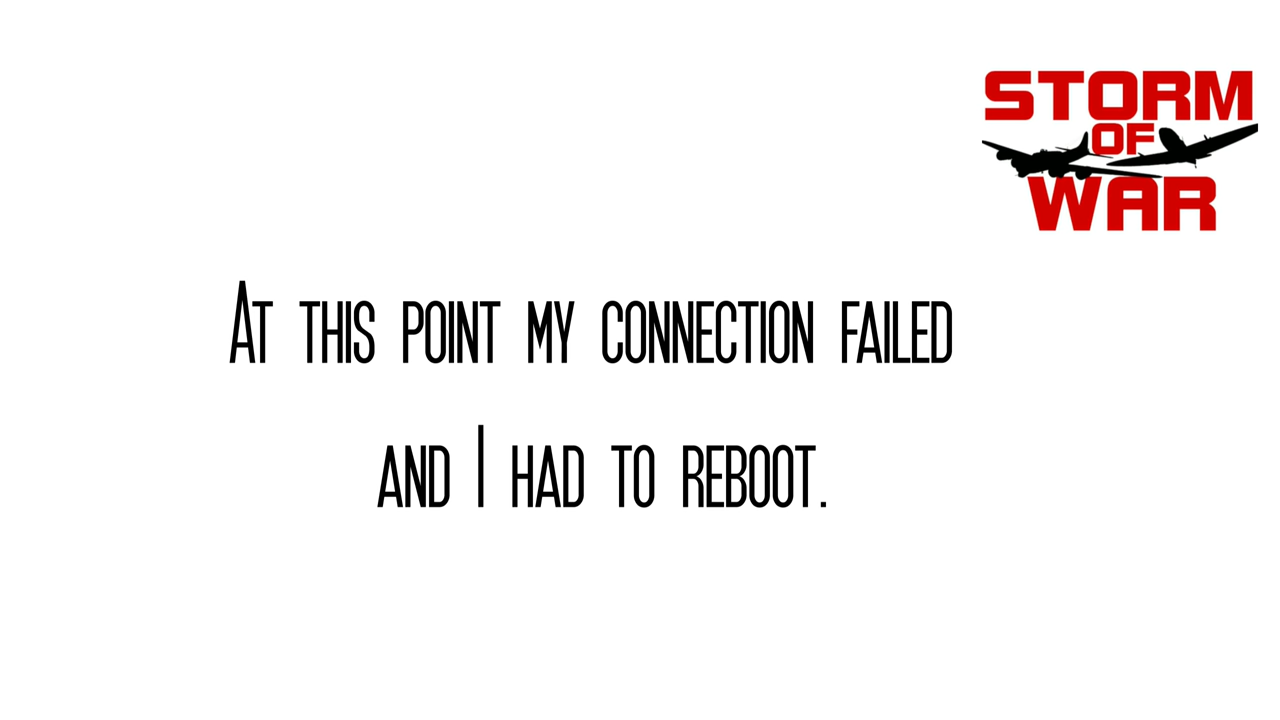 STORM
OF
WAR
At this point my connection failed
and I had to reboot.